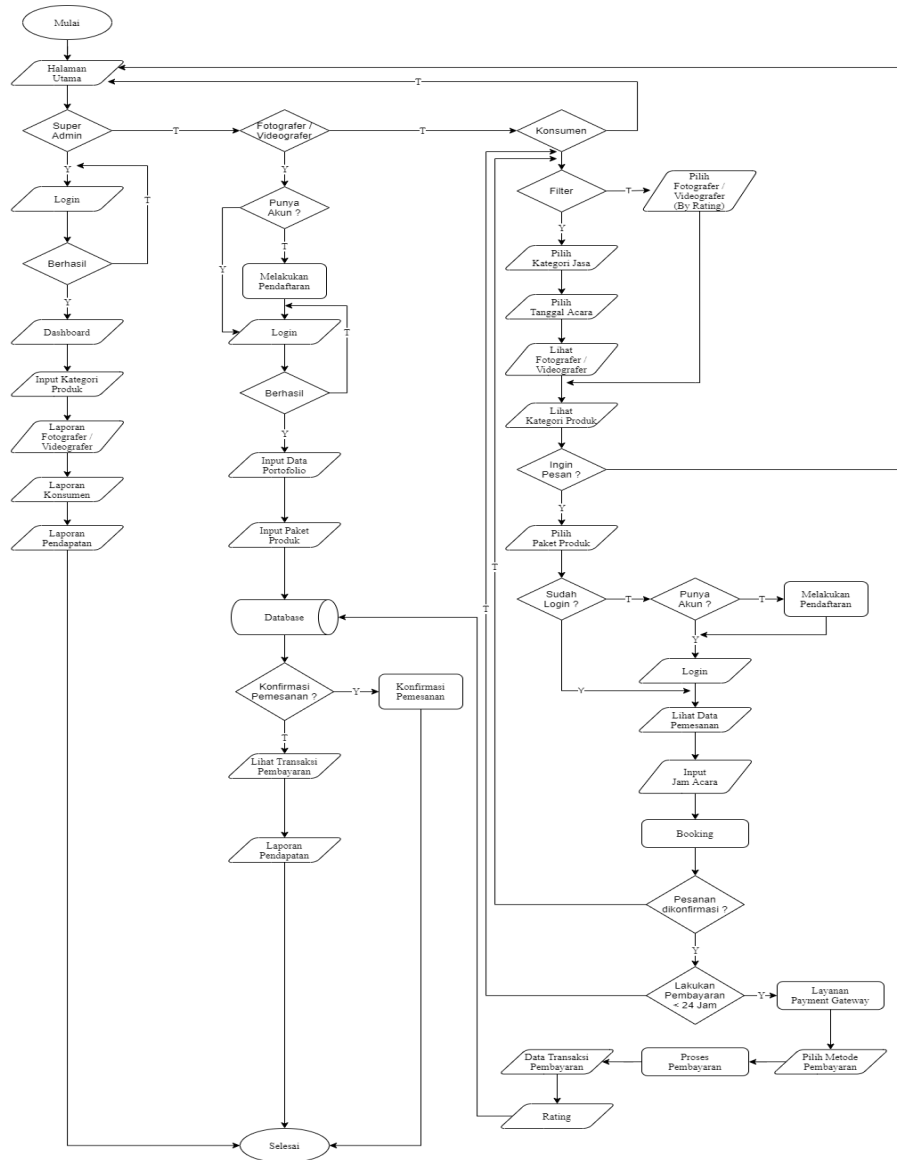 Mulai
Halaman
Utama
T
Super
Admin
T
Fotografer /
Videografer
T
Konsumen
Y
Login
T
Berhasil
Y
Dashboard
Input Kategori
Produk
Laporan
Fotografer /
Videografer
Laporan
Konsumen
Laporan
Pendapatan
Y
Punya
Akun ?
T
Y
Melakukan
Pendaftaran
Login
T
Berhasil
Y
Input Data
Portofolio
Input Paket
Produk
Database
Konfirmasi
Pemesanan ?
Y
Konfirmasi
Pemesanan
T
Lihat Transaksi
Pembayaran
Laporan
Pendapatan
Selesai
Y
Filter
T
Pilih
Fotografer /
Videografer
(By Rating)
Y
Pilih
Kategori Jasa
Pilih
Tanggal Acara
Lihat
Fotografer /
Videografer
Lihat
Kategori Produk
Ingin
Pesan ?
Y
Pilih
Paket Produk
Sudah
Login ?
T
Punya
Akun ?
T
Melakukan
Pendaftaran
Y
Login
Y
Lihat Data
Pemesanan
Input
Jam Acara
Booking
Pesanan
dikonfirmasi ?
T
Y
Lakukan
Pembayaran
< 24 Jam
T
Y
Layanan
Payment Gateway
Pilih Metode
Pembayaran
Proses
Pembayaran
Data Transaksi
Pembayaran
Rating